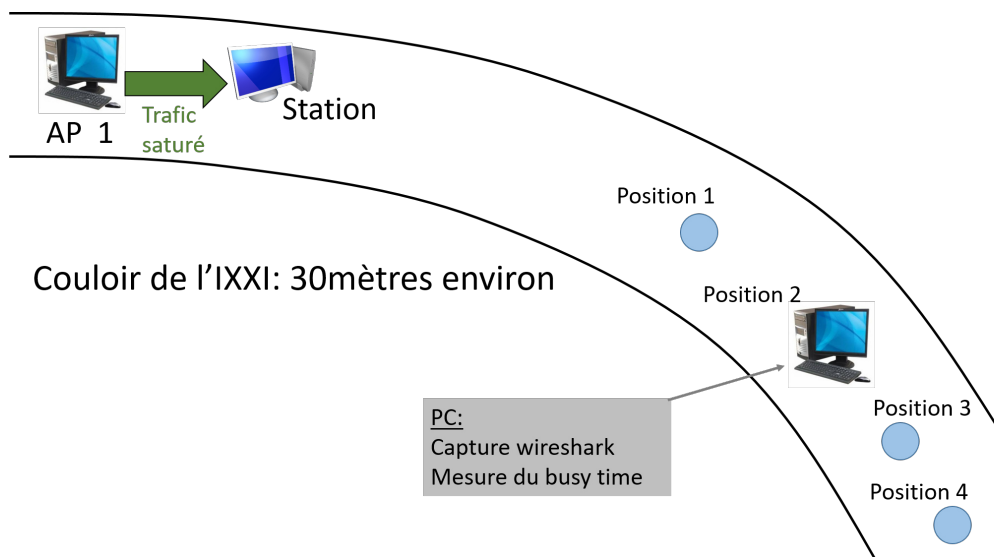 AP 1
Trafic
saturé
Station
Position 1
Couloir de l'IXXI: 30mètres environ
Position 2
PC:
Capture wireshark
Mesure du busy time
Position 3
Position 4